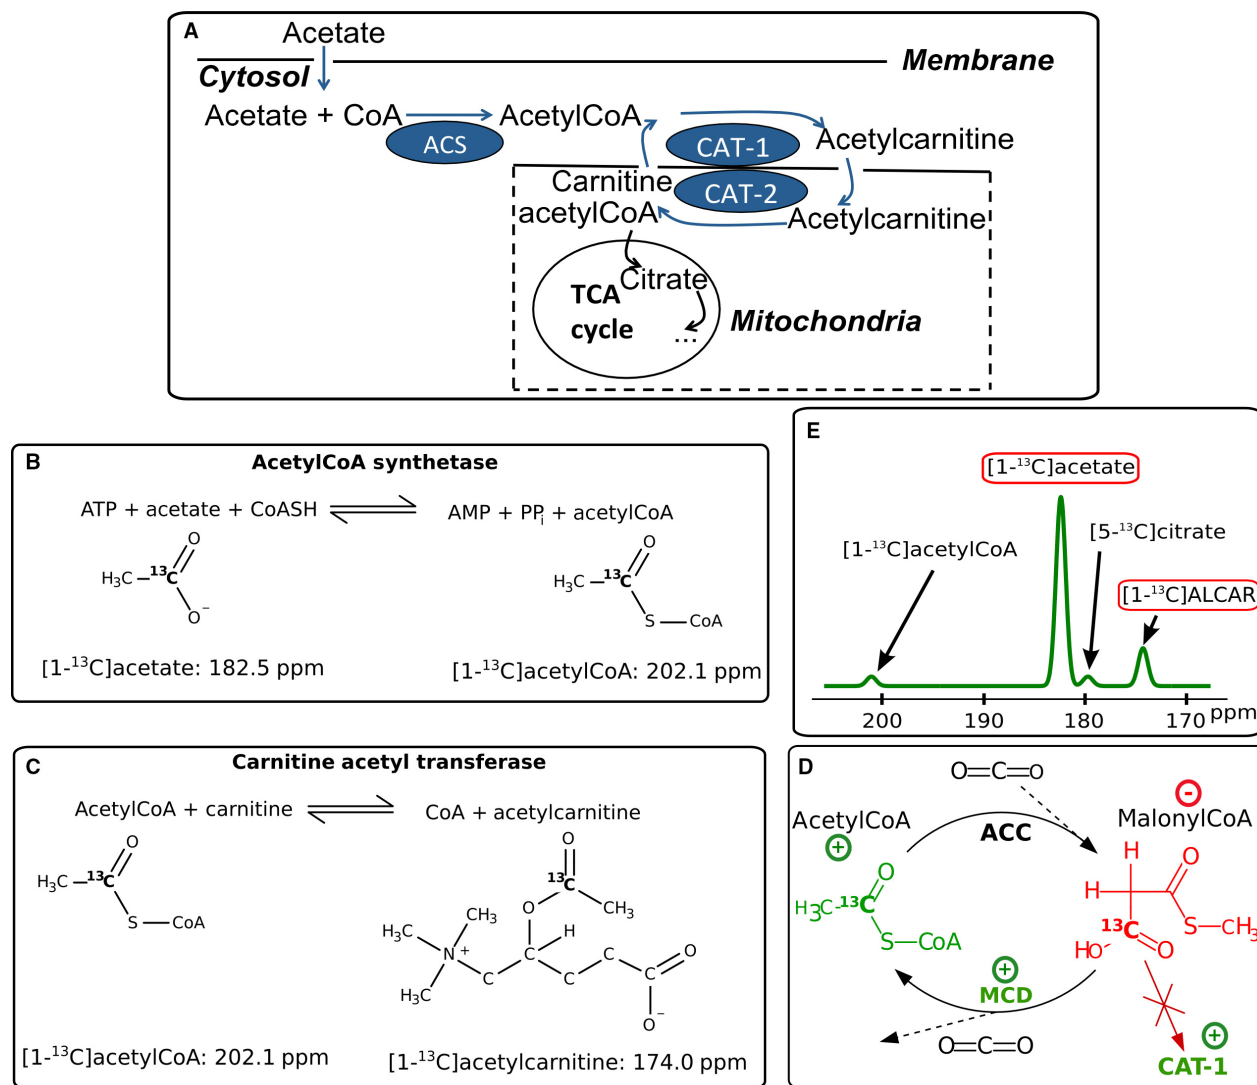 A
Acetate
Cytosol
Membrane
Acetate + CoA
AcetylCoA
ACS
CAT-1
Acetylcarnitine
Carnitine
CAT-2
acetylCoA
Acetylcarnitine
Citrate
TCA
cycle
...
Mitochondria
B
AcetylCoA synthetase
ATP + acetate + CoASH
AMP + PPi + acetylCoA
O
H₃C ¹³C
O⁻
O
H₃C ¹³C
S CoA
[1-¹³C]acetate: 182.5 ppm
[1-¹³C]acetylCoA: 202.1 ppm
E
[1-¹³C]acetate
[1-¹³C]acetylCoA
[5-¹³C]citrate
[1-¹³C]ALCAR
200 190 180 170 ppm
C
Carnitine acetyl transferase
AcetylCoA + carnitine
CoA + acetylcarnitine
O
H₃C ¹³C
S CoA
O
¹³C
O CH₃
H₃C CH₃ H
N⁺ C C C O
H₃C C C C
O⁻
[1-¹³C]acetylCoA: 202.1 ppm
[1-¹³C]acetylcarnitine: 174.0 ppm
D
O=C=O
AcetylCoA
+
ACC
-
MalonylCoA
O
H3C-¹³C
S CoA
H
H O
S CH₃
¹³C
HO- O
+
MCD
O=C=O
+
CAT-1